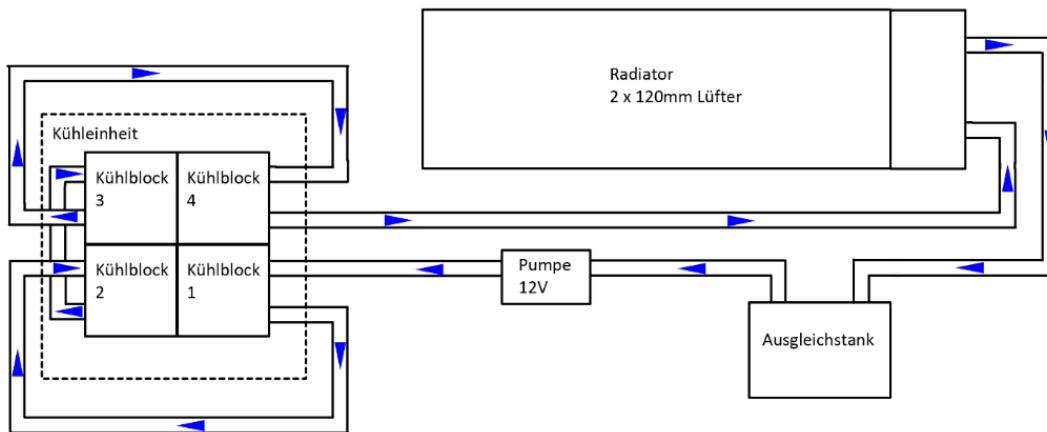 Radiator
2 x 120mm Lüfter
Kühleinheit
Kühlblock
3
Kühlblock
4
Kühlblock
2
Kühlblock
1
Pumpe
12V
Ausgleichstank